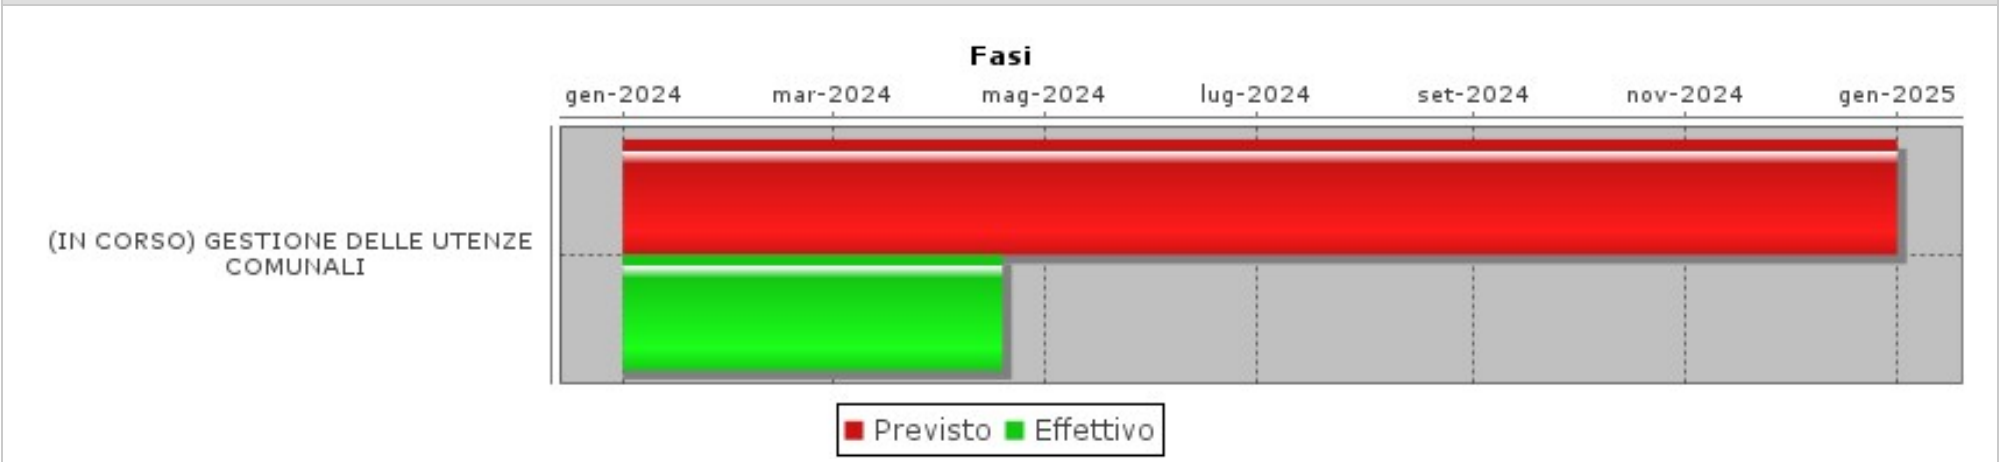 Fasi
gen-2024 mar-2024 mag-2024 lug-2024 set-2024 nov-2024 gen-2025
(IN CORSO) GESTIONE DELLE UTENZE
COMUNALI
Previsto Effettivo